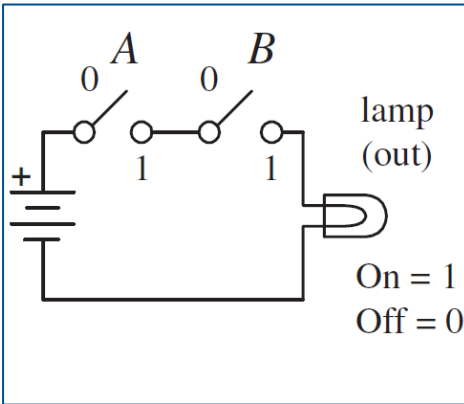 A B
0 0
1 1
+
lamp
(out)
On = 1
Off = 0